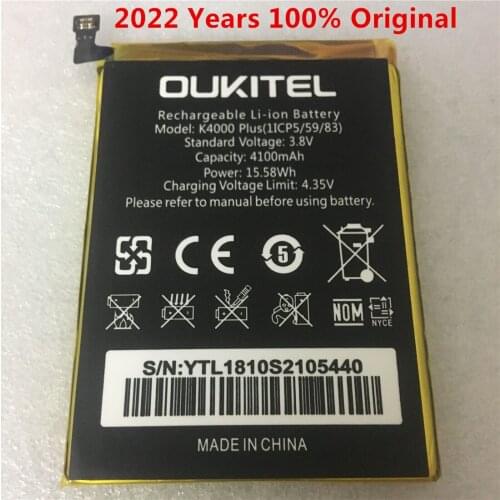 2022 Years 100% Original
OUKITEL
Rechargeable Li-ion Battery
Model: K4000 Plus(1ICP5/59/83)
Standard Voltage: 3.8V
Capacity: 4100mAh
Power: 15.58Wh
Charging Voltage Limit: 4.35V
Please refer to manual before using battery.
CE 5
NOM NYCE
S/N:YTL1810S2105440
MADE IN CHINA